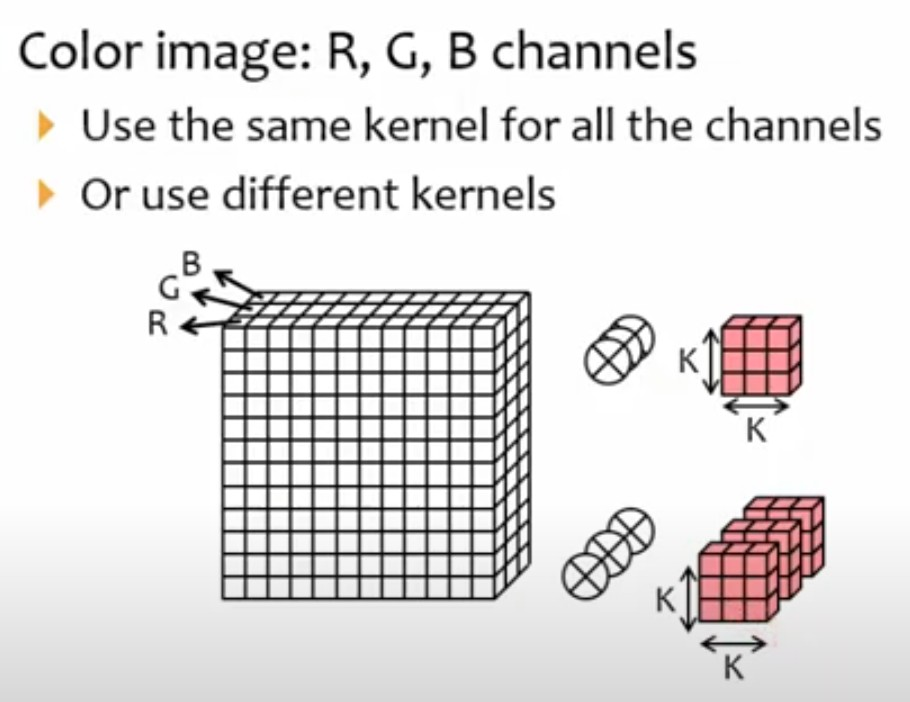 Color image: R, G, B channels
Use the same kernel for all the channels
Or use different kernels
B
G
R
K
K
K
K